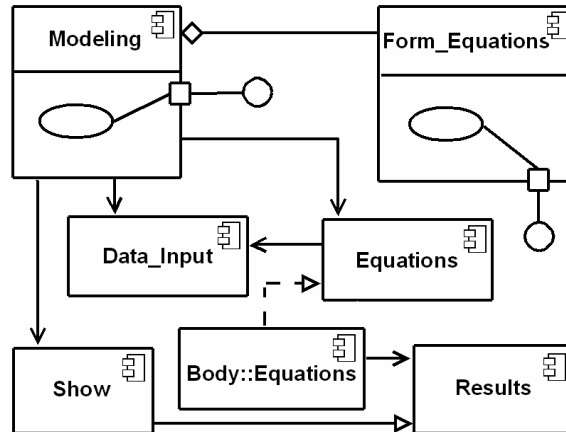 Modeling
Form_Equations
Data_Input
Equations
Body::Equations
Show
Results